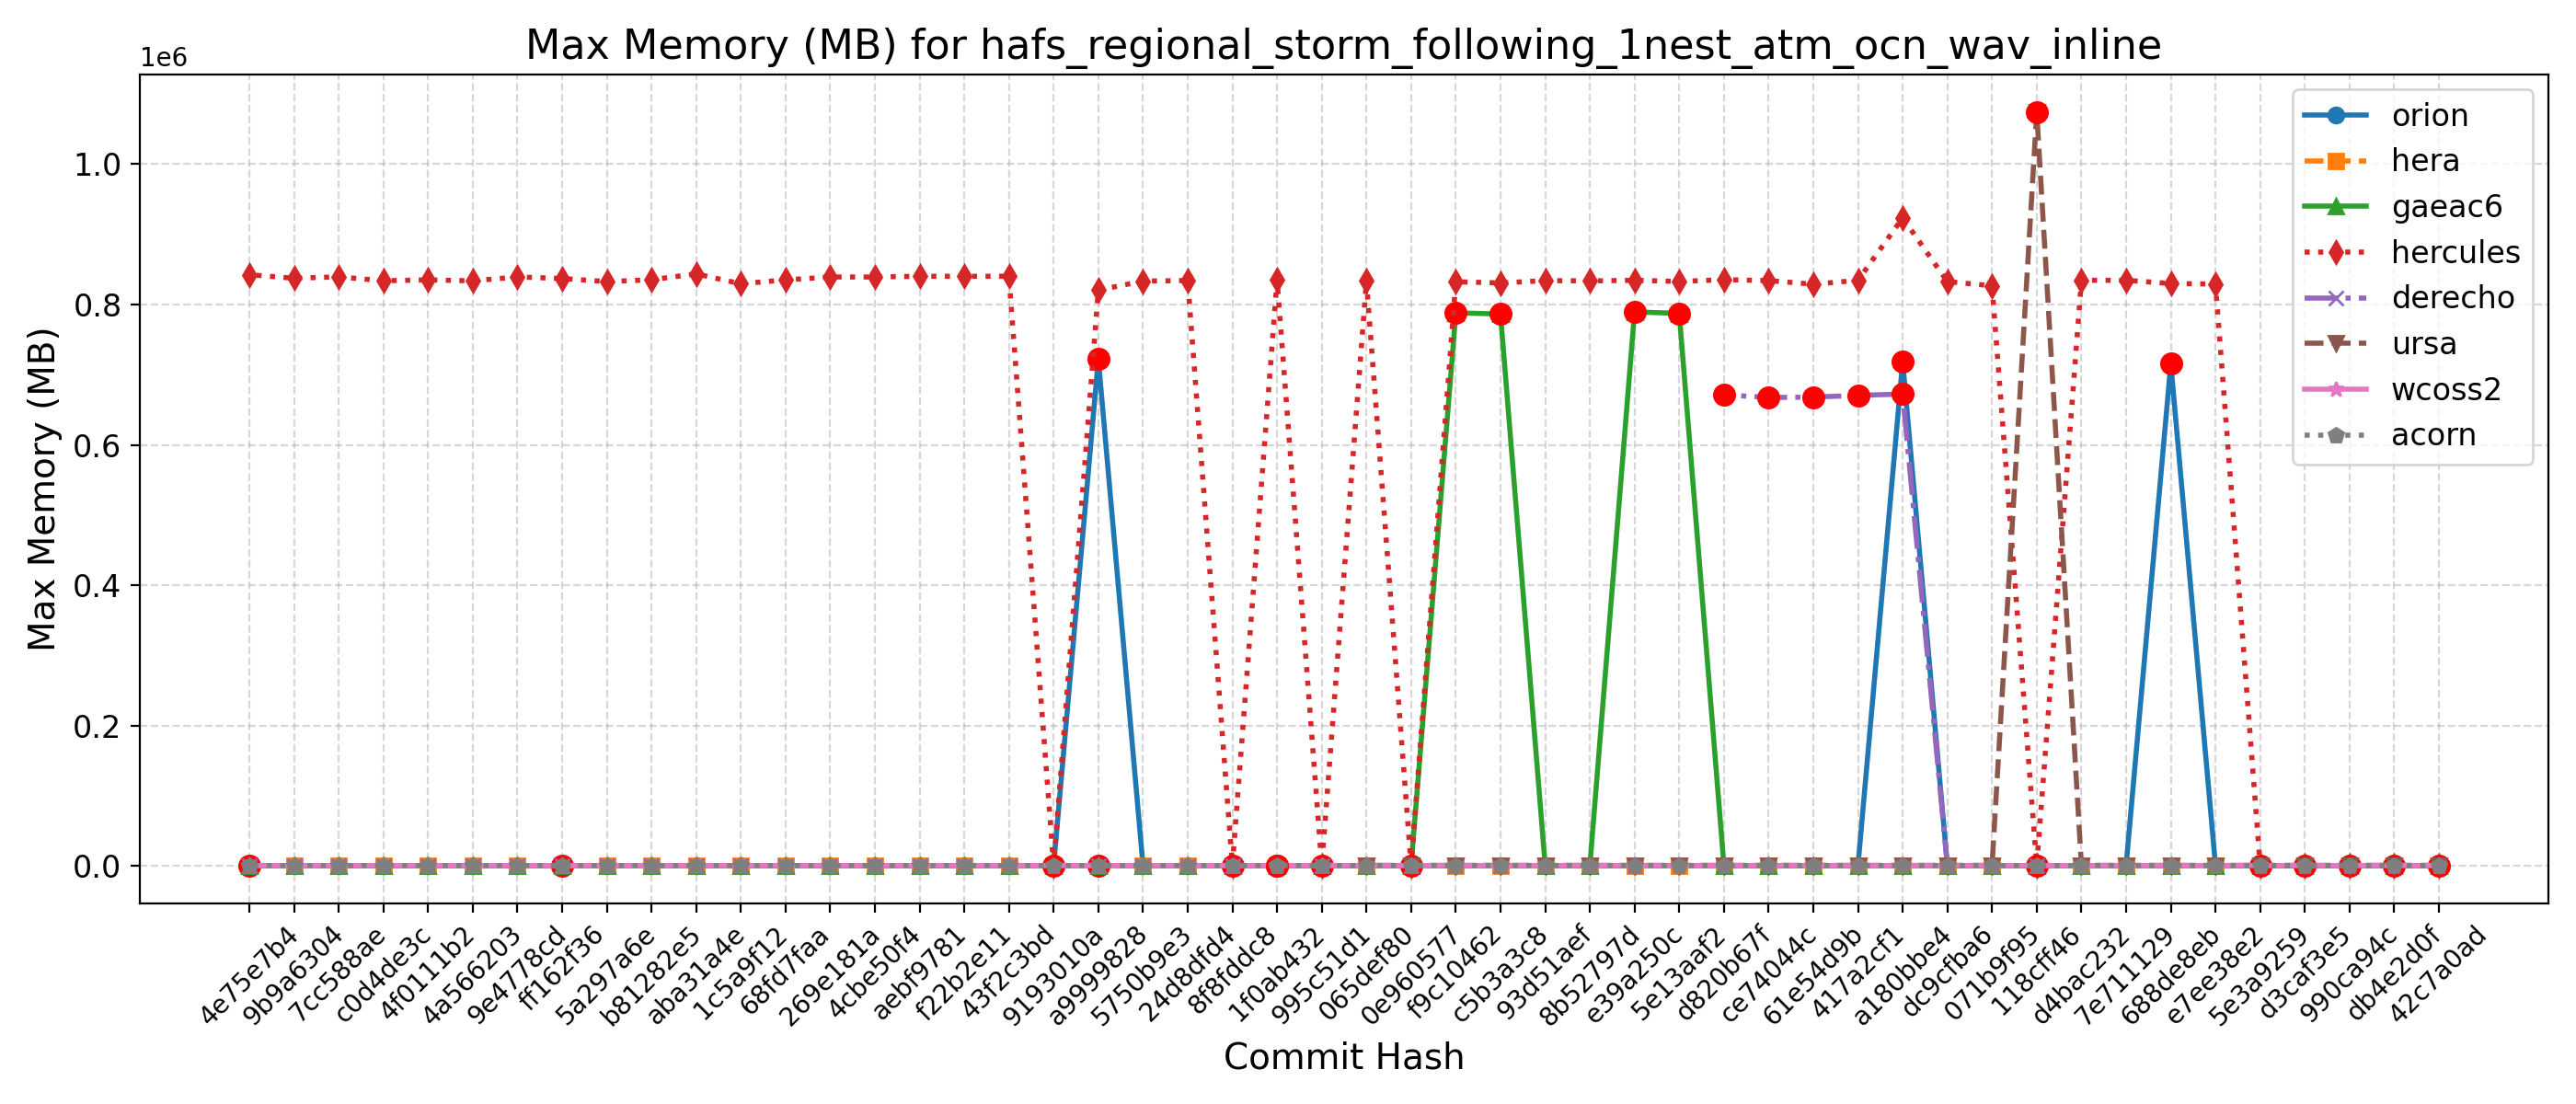 Max Memory (MB) for hafs_regional_storm_following_1nest_atm_ocn_wav_inline
1e6
Max Memory (MB)
1.0
0.8
0.6
0.4
0.2
0.0
orion
hera
gaeac6
hercules
derecho
ursa
wcoss2
acorn
4e75e7b4
9b9a6304
7cc588ae
c0d4de3c
4f0111b2
4a566203
9e4778cd
ff162f36
5a297a6e
b81282e5
aba31a4e
1c5a9f12
68fd7faa
269e181a
4cbe50f4
aebf9781
f22b2e11
43f2c3bd
9193010a
a9999828
5750b9e3
24d8dfd4
8f8fddc8
1f0ab432
995c51d1
065def80
0e960577
f9c10462
c5b3a3c8
93d51aef
8b52797d
e39a250c
5e13aaf2
d820b67f
ce74044c
61e54d9b
417a2cf1
a180bbe4
dc9cfba6
071b9f95
118cff46
d4bac232
7e711129
688de8eb
e7ee38e2
5e3a9259
d3caf3e5
990ca94c
db4e2d0f
42c7a0ad
Commit Hash